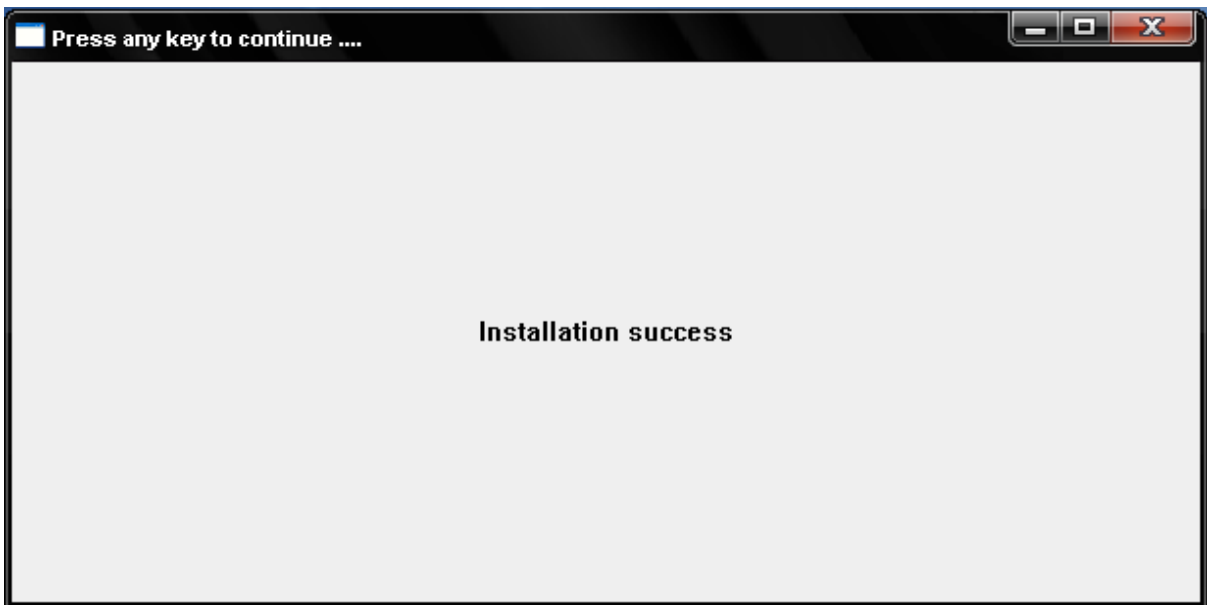 Press any key to continue ....
Installation success